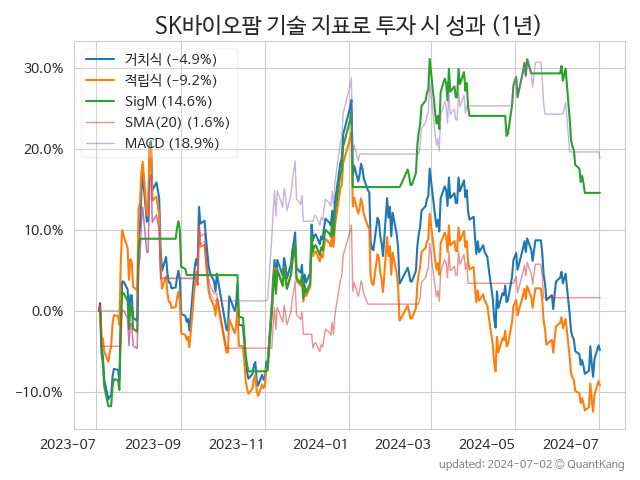 SK바이오팜 기술 지표로 투자 시 성과 (1년)
거치식 (−4.9%)
적립식 (−9.2%)
SigM (14.6%)
SMA(20) (1.6%)
MACD (18.9%)
30.0%
20.0%
10.0%
0.0%
−10.0%
2023-07 2023-09 2023-11 2024-01 2024-03 2024-05 2024-07
updated: 2024-07-02 © QuantKang